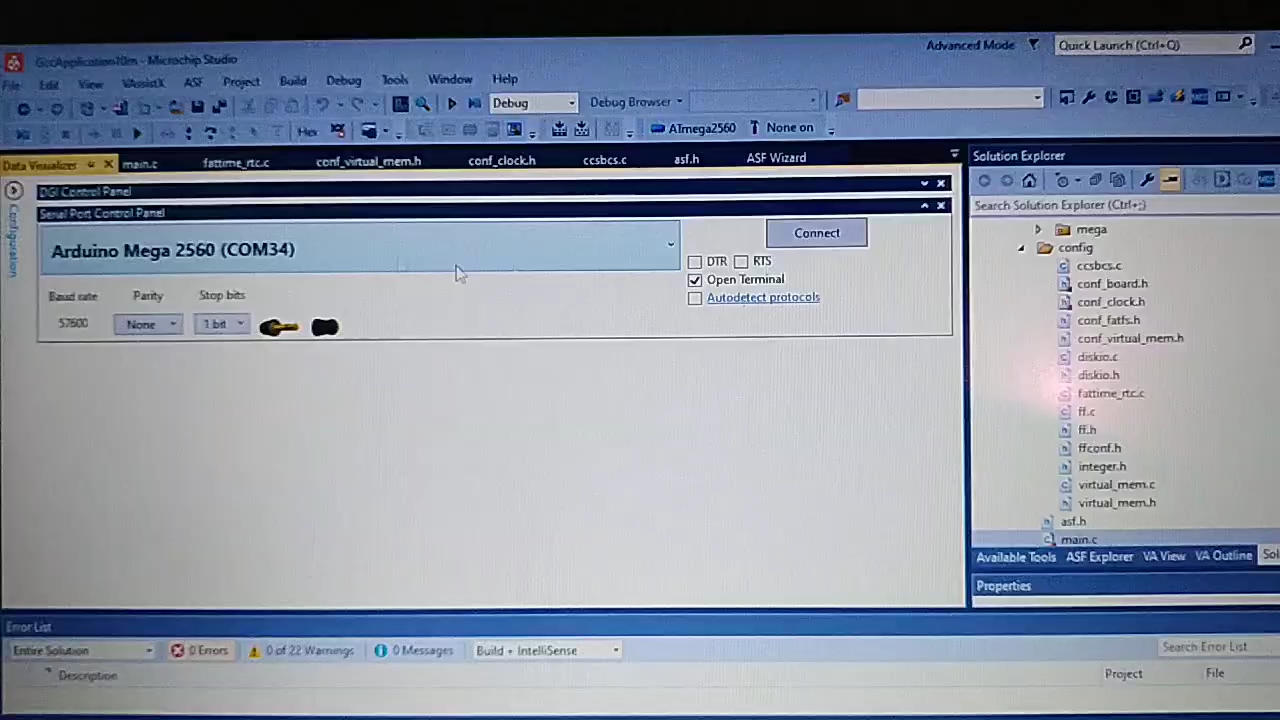 GccApplication10m - Microchip Studio
Advanced Mode
Quick Launch (Ctrl+Q)
File Edit View VAssistX ASF Project Build Debug Tools Window Help
Debug
Debug Browser
Hex
ATmega2560
None on
Data Visualizer
main.c
fattime_rtc.c
conf_virtual_mem.h
conf_clock.h
ccsbcs.c
asf.h
ASF Wizard
Configuration
DGI Control Panel
Serial Port Control Panel
Arduino Mega 2560 (COM34)
Connect
DTR
RTS
Open Terminal
Autodetect protocols
Baud rate
Parity
Stop bits
57600
None
1 bit
Solution Explorer
Search Solution Explorer (Ctrl+;)
mega
config
ccsbcs.c
conf_board.h
conf_clock.h
conf_fatfs.h
conf_virtual_mem.h
diskio.c
diskio.h
fattime_rtc.c
ff.c
ff.h
ffconf.h
integer.h
virtual_mem.c
virtual_mem.h
asf.h
main.c
Available Tools
ASF Explorer
VA View
VA Outline
Sol
Properties
Error List
Entire Solution
0 Errors
0 of 22 Warnings
0 Messages
Build + IntelliSense
Search Error List
Description
Project
File